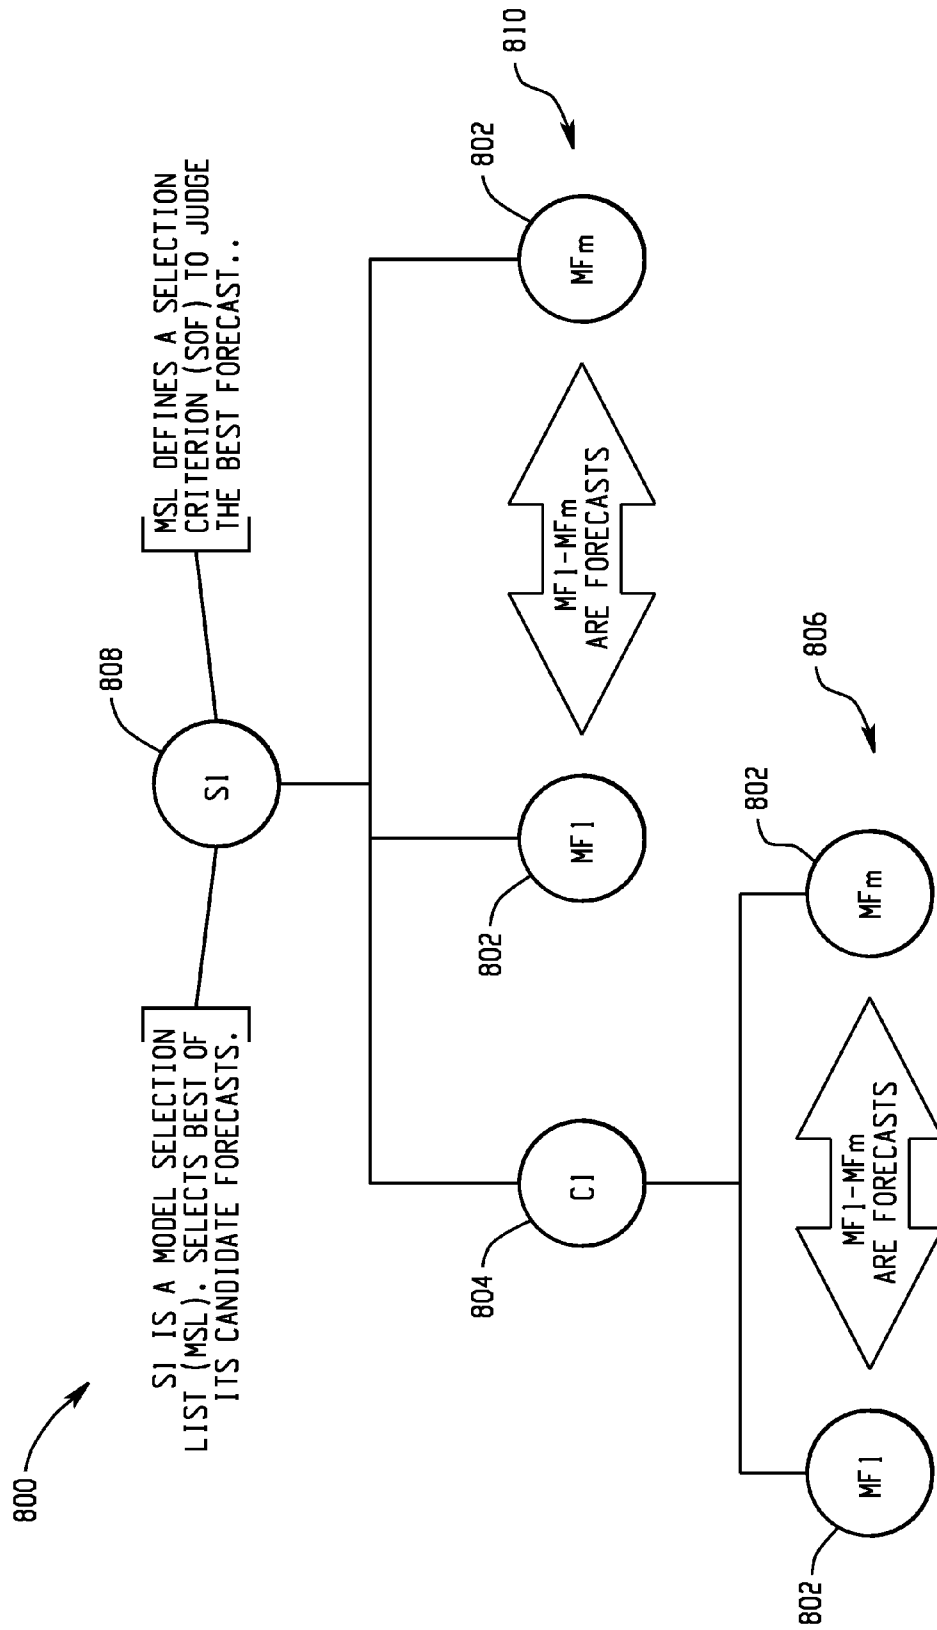 800
S1 IS A MODEL SELECTION
LIST (MSL). SELECTS BEST OF
ITS CANDIDATE FORECASTS.
808
S1
MSL DEFINES A SELECTION
CRITERION (SOF) TO JUDGE
THE BEST FORECAST..
804
C1
802
MF1
MF1-MFm
ARE FORECASTS
802
MFm
810
802
MF1
MF1-MFm
ARE FORECASTS
802
MFm
806